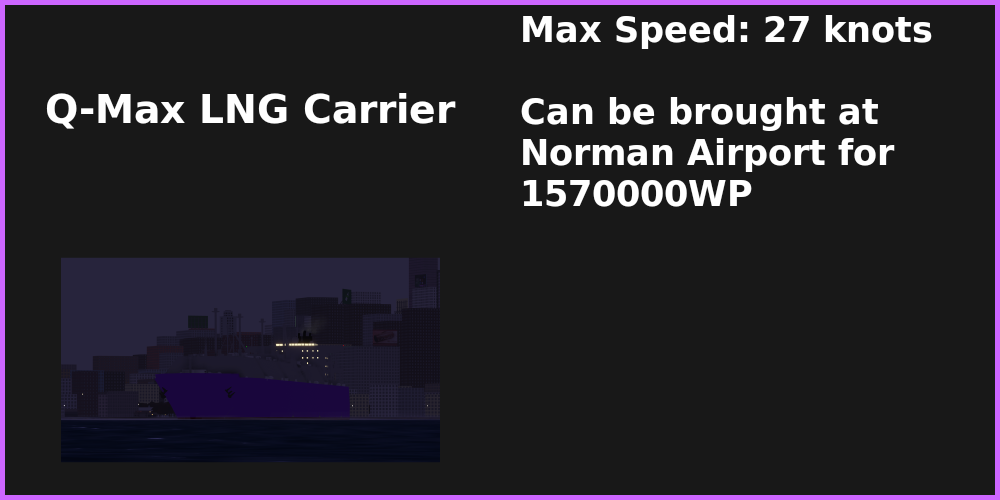 Q-Max LNG Carrier
Max Speed: 27 knots
Can be brought at
Norman Airport for
1570000WP